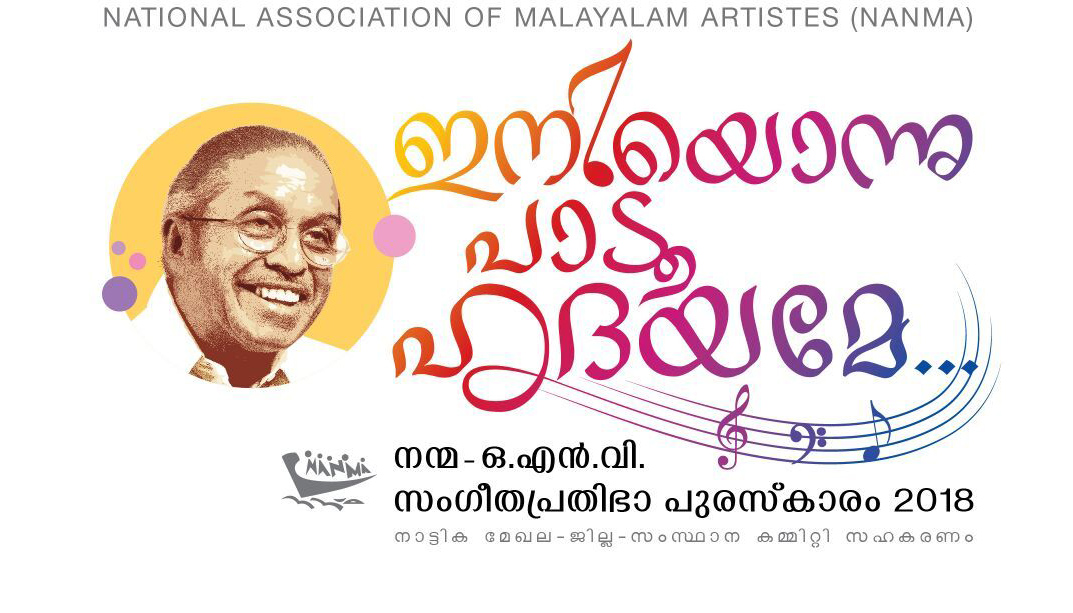 NATIONAL ASSOCIATION OF MALAYALAM ARTISTES (NANMA)
ഇനിയൊന്നു
പാടൂ
ഹൃദയമേ...
NANMA
നന്മ - ഒ.എൻ.വി.
സംഗീതപ്രതിഭാ പുരസ്കാരം 2018
നാട്ടിക മേഖല - ജില്ല - സംസ്ഥാന കമ്മിറ്റി സഹകരണം